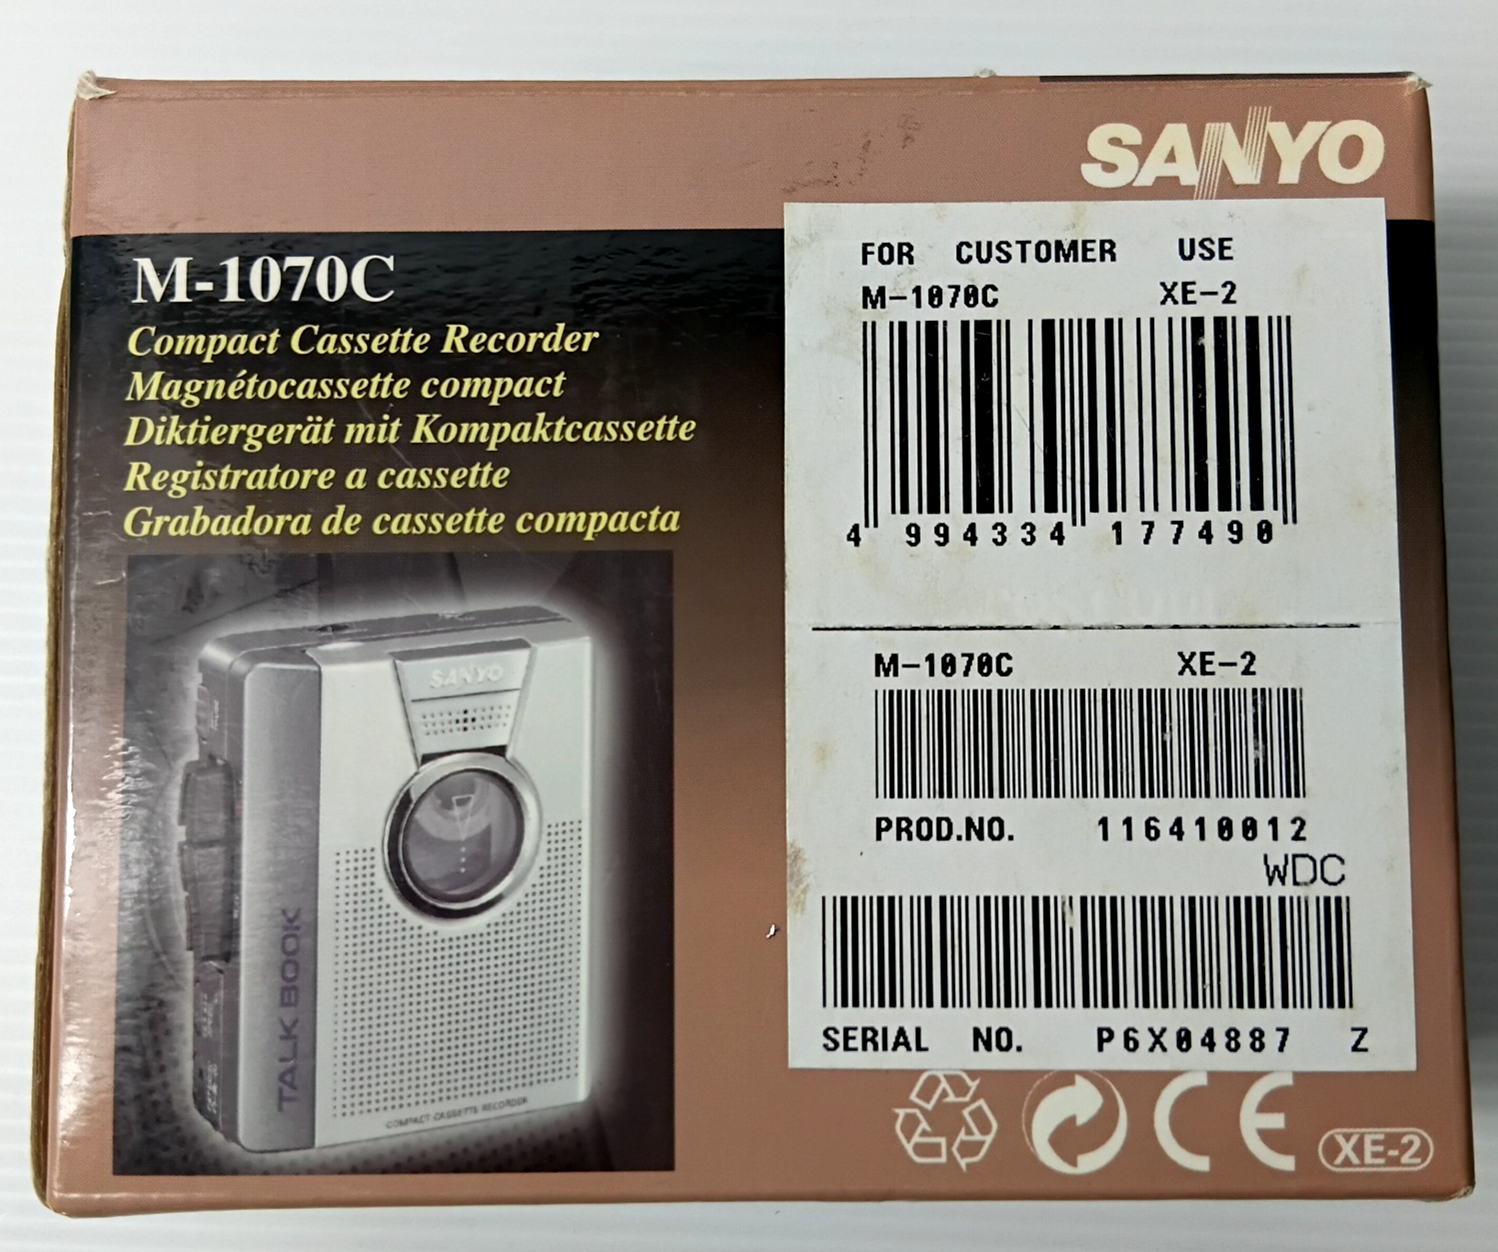 SANYO
M-1070C
Compact Cassette Recorder
Magnétocassette compact
Diktiergerät mit Kompaktcassette
Registratore a cassette
Grabadora de cassette compacta
SANYO
TALK BOOK
COMPACT CASSETTE RECORDER
FOR CUSTOMER USE
M-1070C XE-2
4 994334 177490
M-1070C XE-2
PROD.NO. 116410012
WDC
SERIAL NO. P6X04887 Z
CE
XE-2